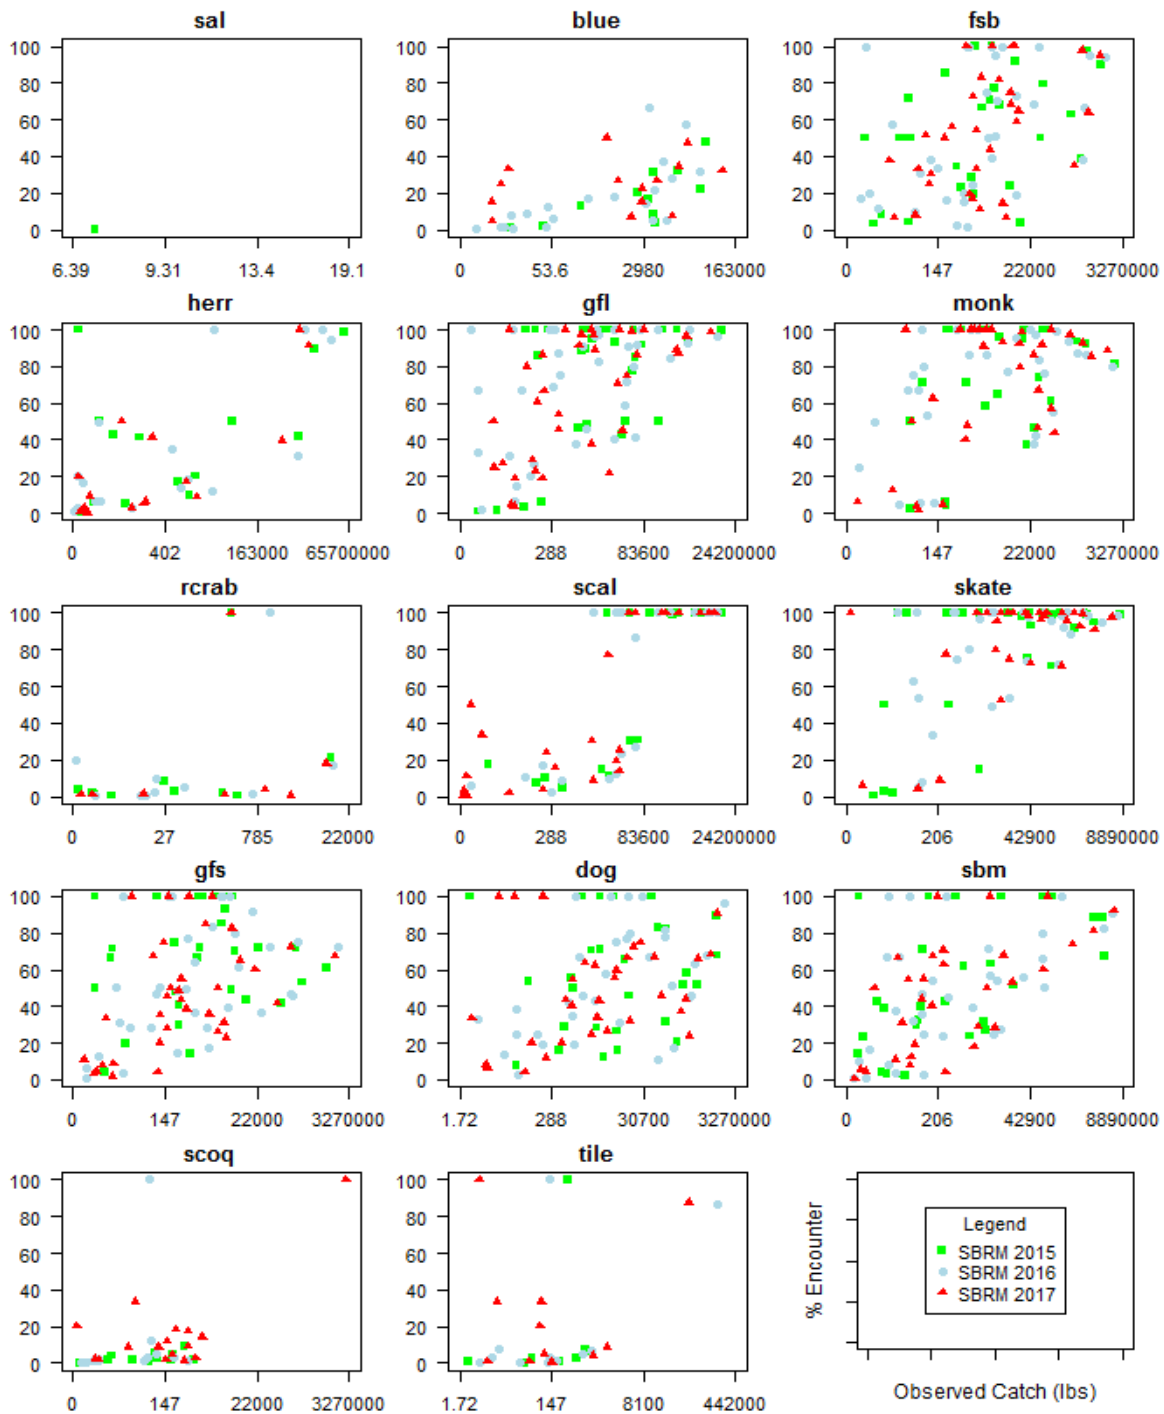 sal
blue
fsb
100
80
60
40
20
0
6.39 9.31 13.4 19.1
100
80
60
40
20
0
0 53.6 2980 163000
100
80
60
40
20
0
0 147 22000 3270000
herr
gfl
monk
100
80
60
40
20
0
0 402 163000 65700000
100
80
60
40
20
0
0 288 83600 24200000
100
80
60
40
20
0
0 147 22000 3270000
rcrab
scal
skate
100
80
60
40
20
0
0 27 785 22000
100
80
60
40
20
0
0 288 83600 24200000
100
80
60
40
20
0
0 206 42900 8890000
gfs
dog
sbm
100
80
60
40
20
0
0 147 22000 3270000
100
80
60
40
20
0
1.72 288 30700 3270000
100
80
60
40
20
0
0 206 42900 8890000
scoq
tile
100
80
60
40
20
0
0 147 22000 3270000
100
80
60
40
20
0
1.72 147 8100 442000
% Encounter
Legend
SBRM 2015
SBRM 2016
SBRM 2017
Observed Catch (lbs)